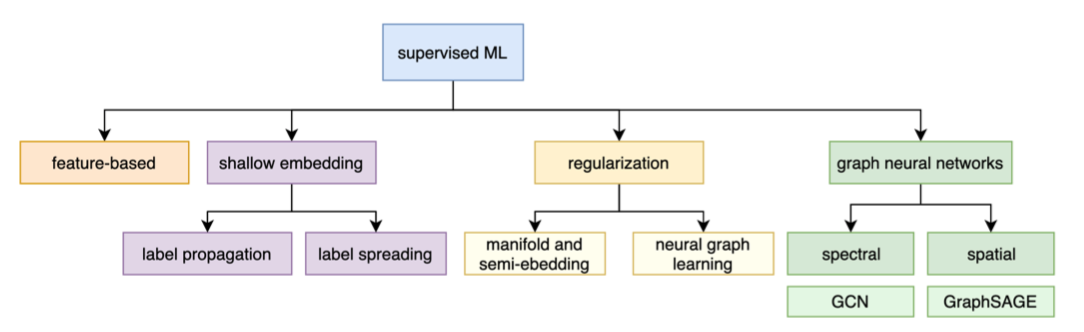 supervised ML
feature-based
shallow embedding
regularization
graph neural networks
label propagation
label spreading
manifold and
semi-ebedding
neural graph
learning
spectral
spatial
GCN
GraphSAGE